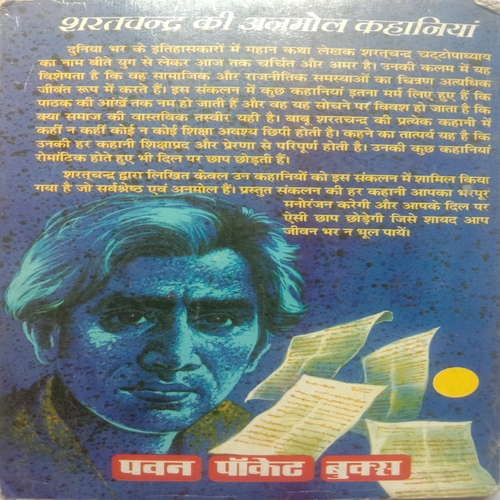 शरतचन्द्र की अनमोल कहानियां
दुनिया भर के इतिहासकारों में महान कथा लेखक शरतचन्द्र चट्टोपाध्याय
का नाम बीते युग से लेकर आज तक चर्चित और अमर है। उनकी कलम में यह
विशेषता है कि वह सामाजिक और राजनीतिक समस्याओं का चित्रण अत्यधिक
जीवंत रूप में करते हैं। इस संकलन में कुछ कहानियां इतना मर्म लिए हुए हैं कि
पाठक की आंखें तक नम हो जाती हैं और वह यह सोचने पर विवश हो जाता है कि
क्या समाज की वास्तविक तस्वीर यही है। बाबू शरतचन्द्र की प्रत्येक कहानी में
कहीं न कहीं कोई न कोई शिक्षा अवश्य छिपी होती है। कहने का तात्पर्य यह है कि
उनकी हर कहानी शिक्षाप्रद और प्रेरणा से परिपूर्ण होती है। उनकी कुछ कहानियां
रोमांटिक होते हुए भी दिल पर छाप छोड़ती हैं।
शरतचन्द्र द्वारा लिखित केवल उन कहानियों को इस संकलन में शामिल किया
गया है जो सर्वश्रेष्ठ एवं अनमोल हैं। प्रस्तुत संकलन की हर कहानी आपका भरपूर
मनोरंजन करेगी और आपके दिल पर
ऐसी छाप छोड़ेगी जिसे शायद आप
जीवन भर न भूल पायें।
पवन पॉकेट बुक्स